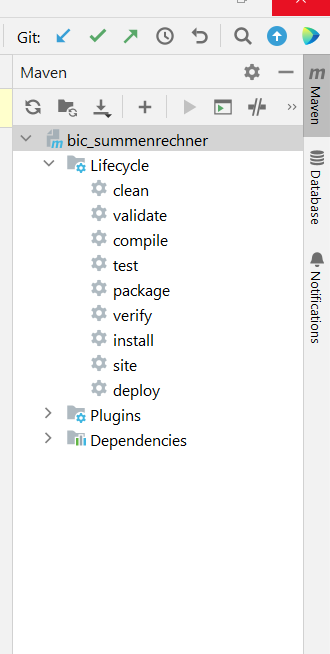 Git:
Maven
bic_summenrechner
Lifecycle
clean
validate
compile
test
package
verify
install
site
deploy
Plugins
Dependencies
m
Maven
Database
Notifications